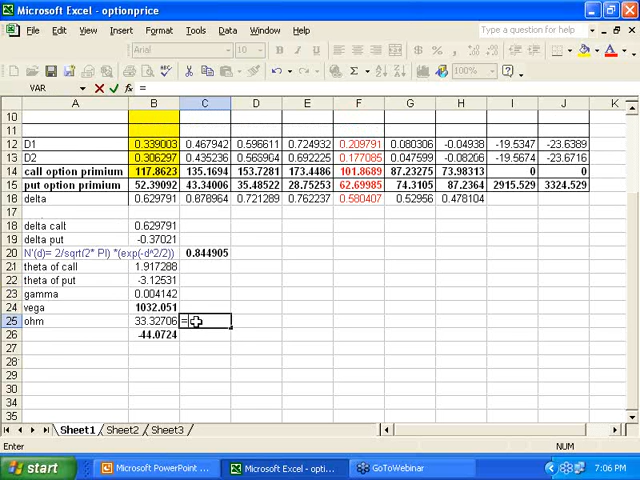 Microsoft Excel - optionprice
File Edit View Insert Format Tools Data Window Help Type a question for help
Arial 10 B I U
100%
VAR =
A B C D E F G H I J K
10
11
12 D1 0.339003 0.467942 0.596611 0.724932 0.209791 0.080306 -0.04938 -19.5347 -23.6389
13 D2 0.306297 0.435236 0.692225 0.177085 0.047599 -0.08206 -19.5674 -23.6716
14 call option primium 117.8623 135.1694 153.7281 173.4486 101.8689 87.23275 73.98313 0 0
15 put option primium 52.39092 43.34006 35.48522 28.75253 62.69985 74.3105 87.2364 2915.529 3324.529
16 delta 0.629791 0.721289 0.762237 0.580407 0.52956 0.478104
17
18 delta call 0.629791
19 delta put -0.37021
20 N'(d)= 2/sqrt(2* PI) *(exp(-d^2/2)) 0.844905
21 theta of call 1.917288
22 theta of put -3.12531
23 gamma 0.004142
24 vega 1032.051
25 ohm 33.32706 =
26 -44.0724
27
28
29
30
31
32
33
35
Sheet1 Sheet2 Sheet3
Enter NUM
start Microsoft PowerPoint ... Microsoft Excel - opti... GoToWebinar 7:06 PM